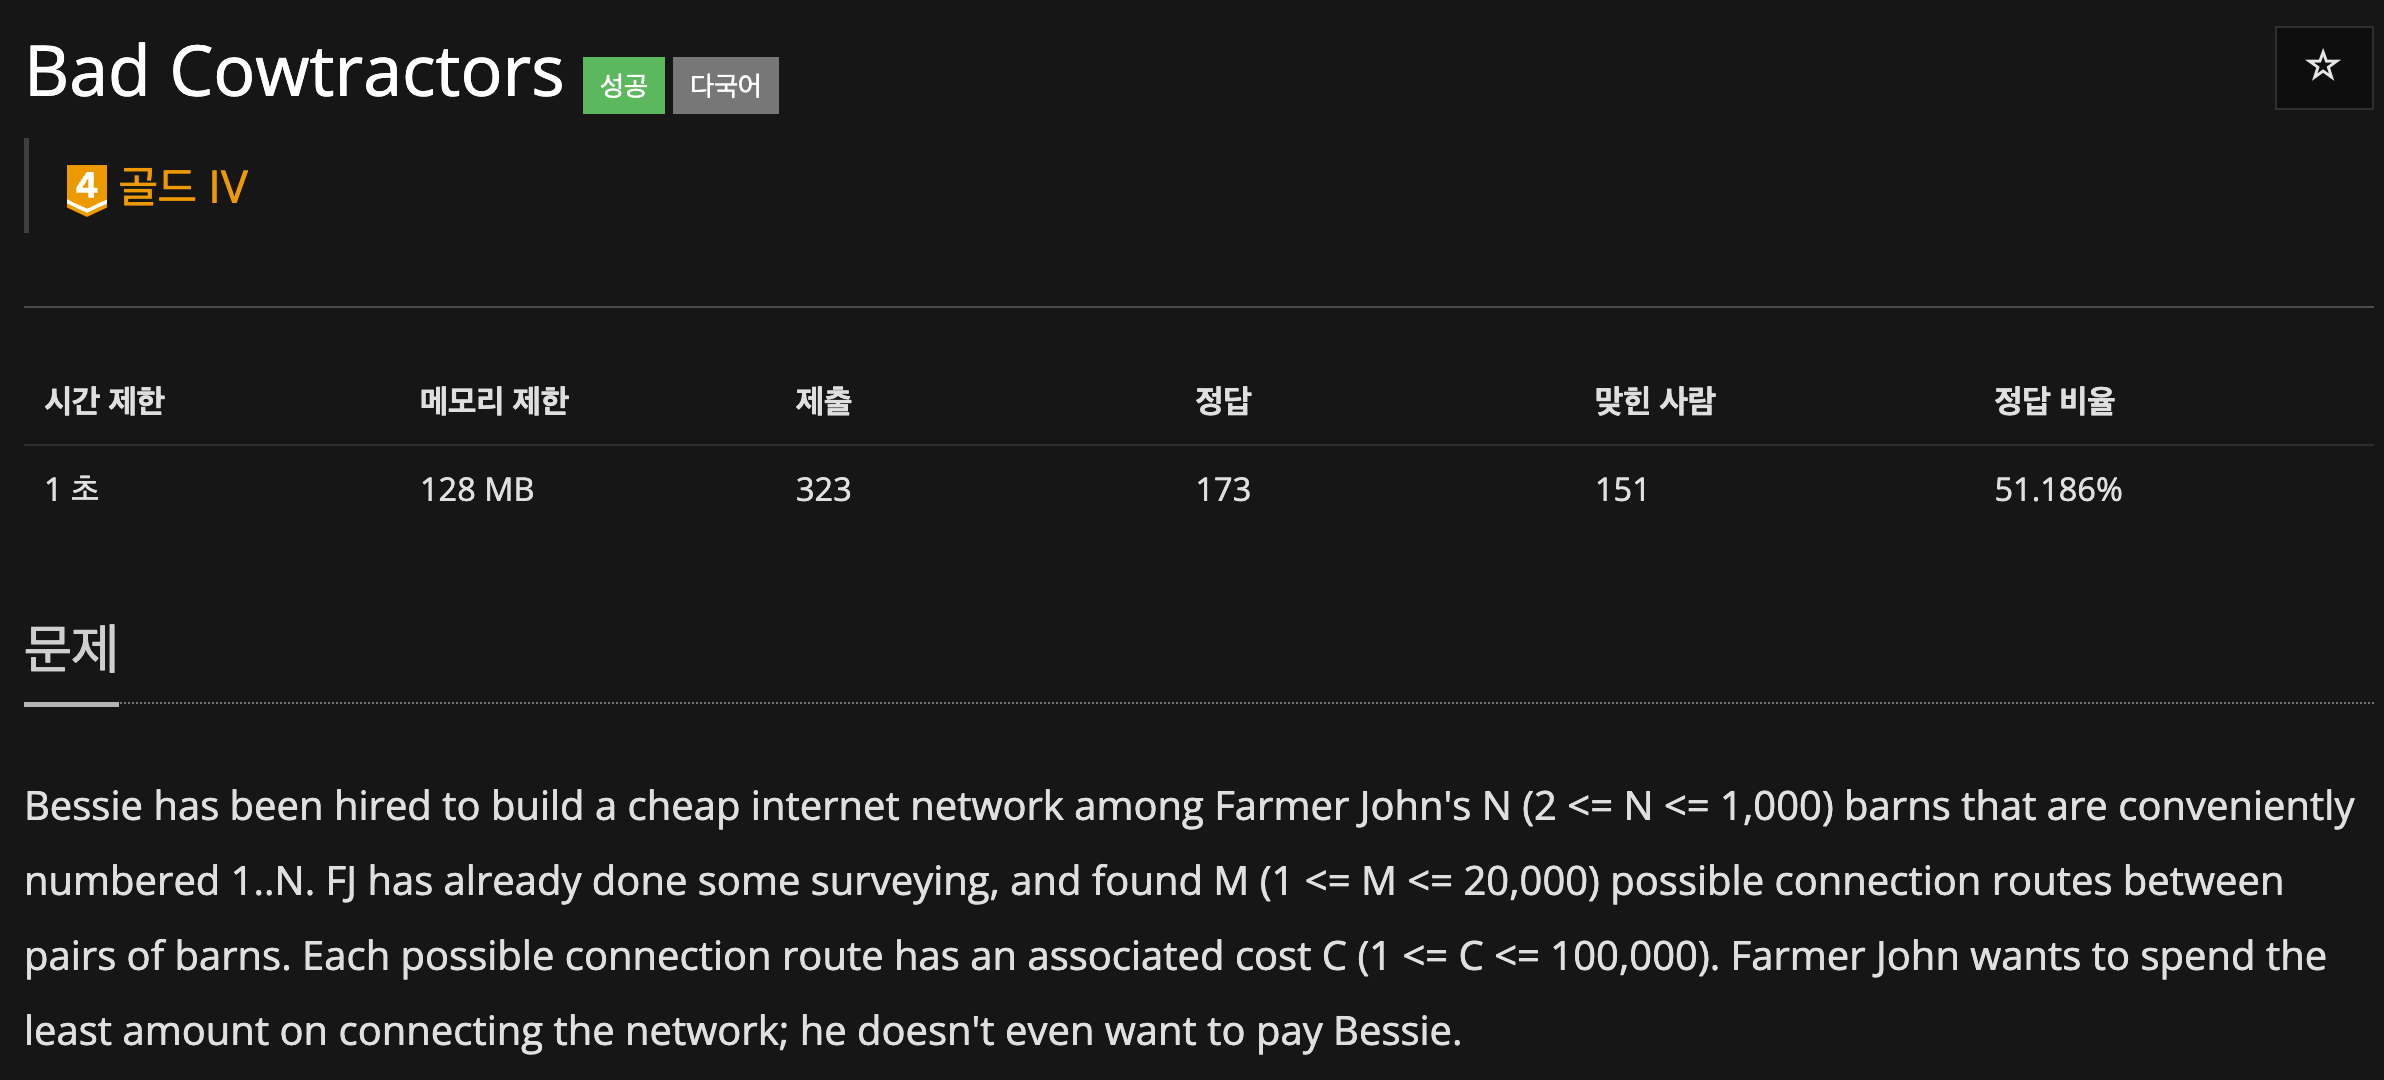 Bad Cowtractors 성공 다국어
4 골드 IV
시간 제한 메모리 제한 제출 정답 맞힌 사람 정답 비율
1 초 128 MB 323 173 151 51.186%
문제
Bessie has been hired to build a cheap internet network among Farmer John's N (2 <= N <= 1,000) barns that are conveniently
numbered 1..N. FJ has already done some surveying, and found M (1 <= M <= 20,000) possible connection routes between
pairs of barns. Each possible connection route has an associated cost C (1 <= C <= 100,000). Farmer John wants to spend the
least amount on connecting the network; he doesn't even want to pay Bessie.